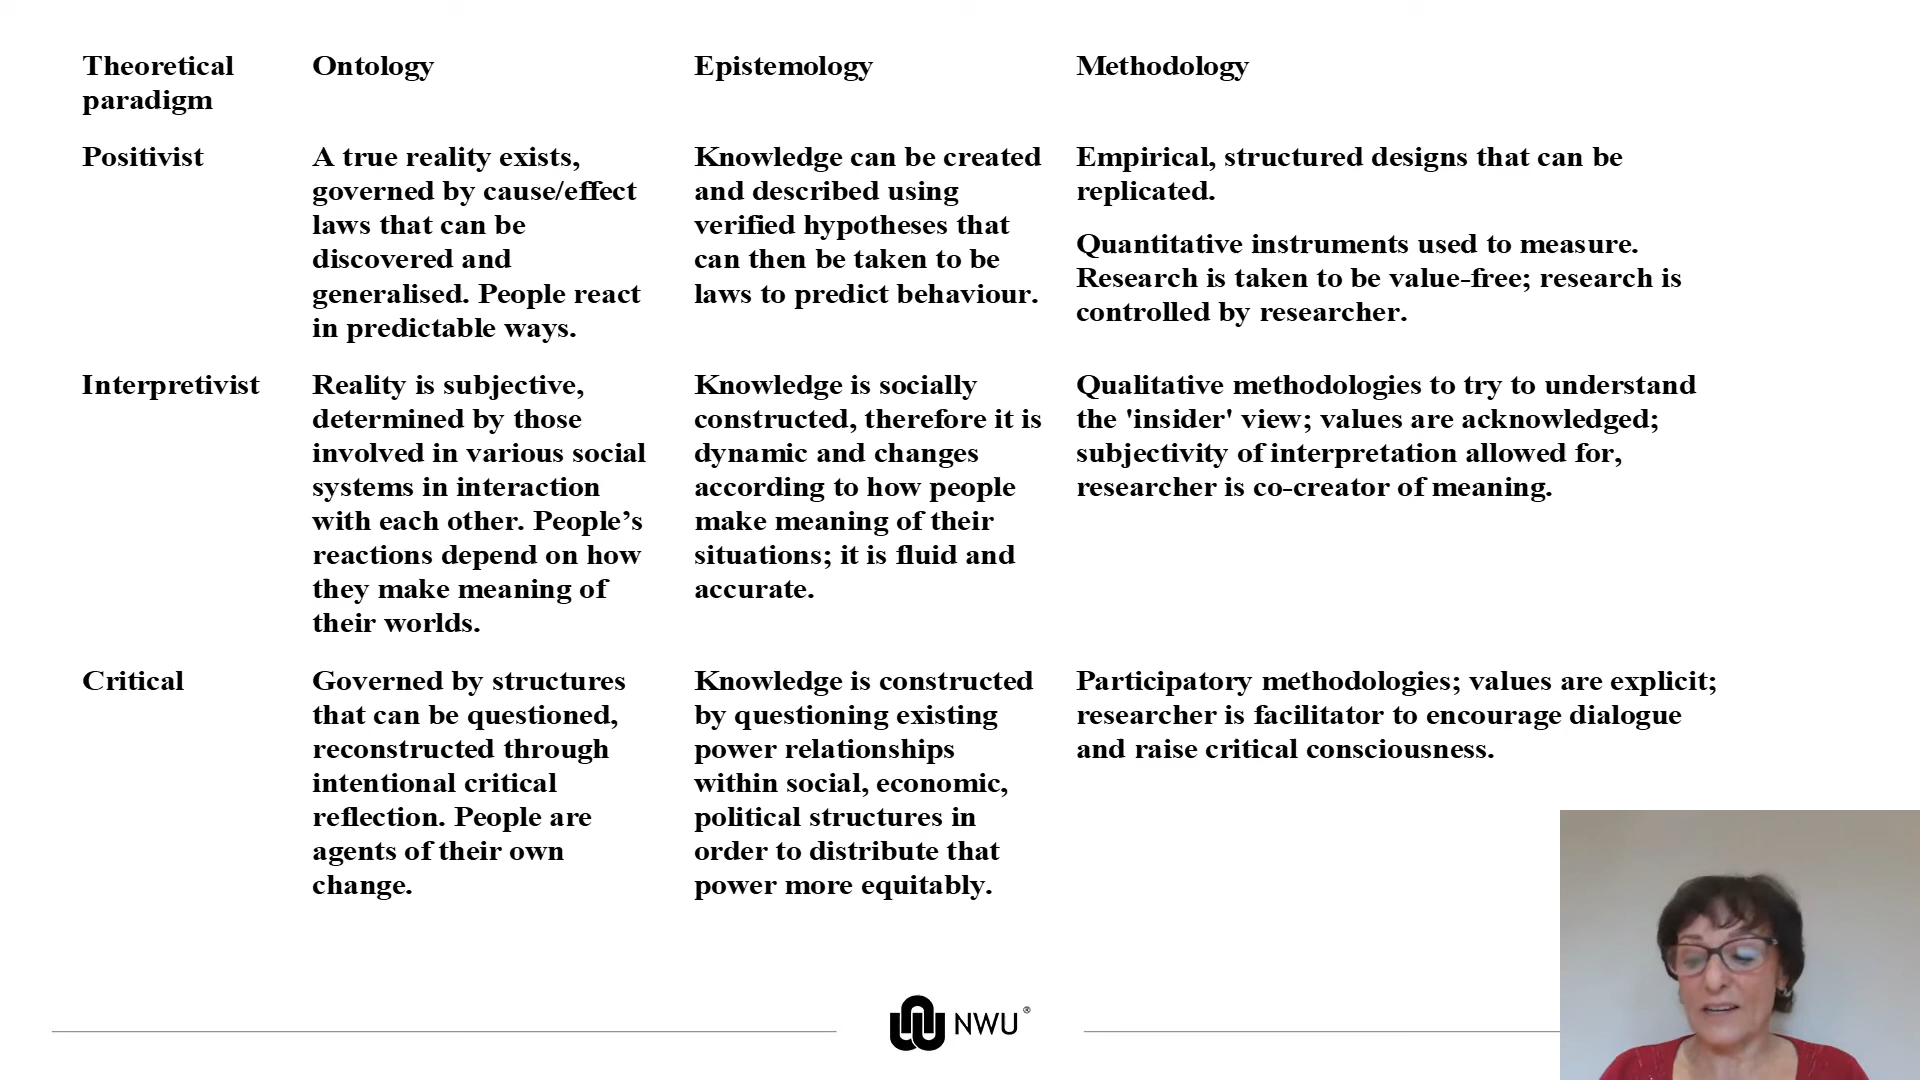 Theoretical paradigm
Ontology
Epistemology
Methodology
Positivist
A true reality exists,
governed by cause/effect
laws that can be
discovered and
generalised. People react
in predictable ways.
Knowledge can be created
and described using
verified hypotheses that
can then be taken to be
laws to predict behaviour.
Empirical, structured designs that can be
replicated.
Quantitative instruments used to measure.
Research is taken to be value-free; research is
controlled by researcher.
Interpretivist
Reality is subjective,
determined by those
involved in various social
systems in interaction
with each other. People’s
reactions depend on how
they make meaning of
their worlds.
Knowledge is socially
constructed, therefore it is
dynamic and changes
according to how people
make meaning of their
situations; it is fluid and
accurate.
Qualitative methodologies to try to understand
the 'insider' view; values are acknowledged;
subjectivity of interpretation allowed for,
researcher is co-creator of meaning.
Critical
Governed by structures
that can be questioned,
reconstructed through
intentional critical
reflection. People are
agents of their own
change.
Knowledge is constructed
by questioning existing
power relationships
within social, economic,
political structures in
order to distribute that
power more equitably.
Participatory methodologies; values are explicit;
researcher is facilitator to encourage dialogue
and raise critical consciousness.
NWU®